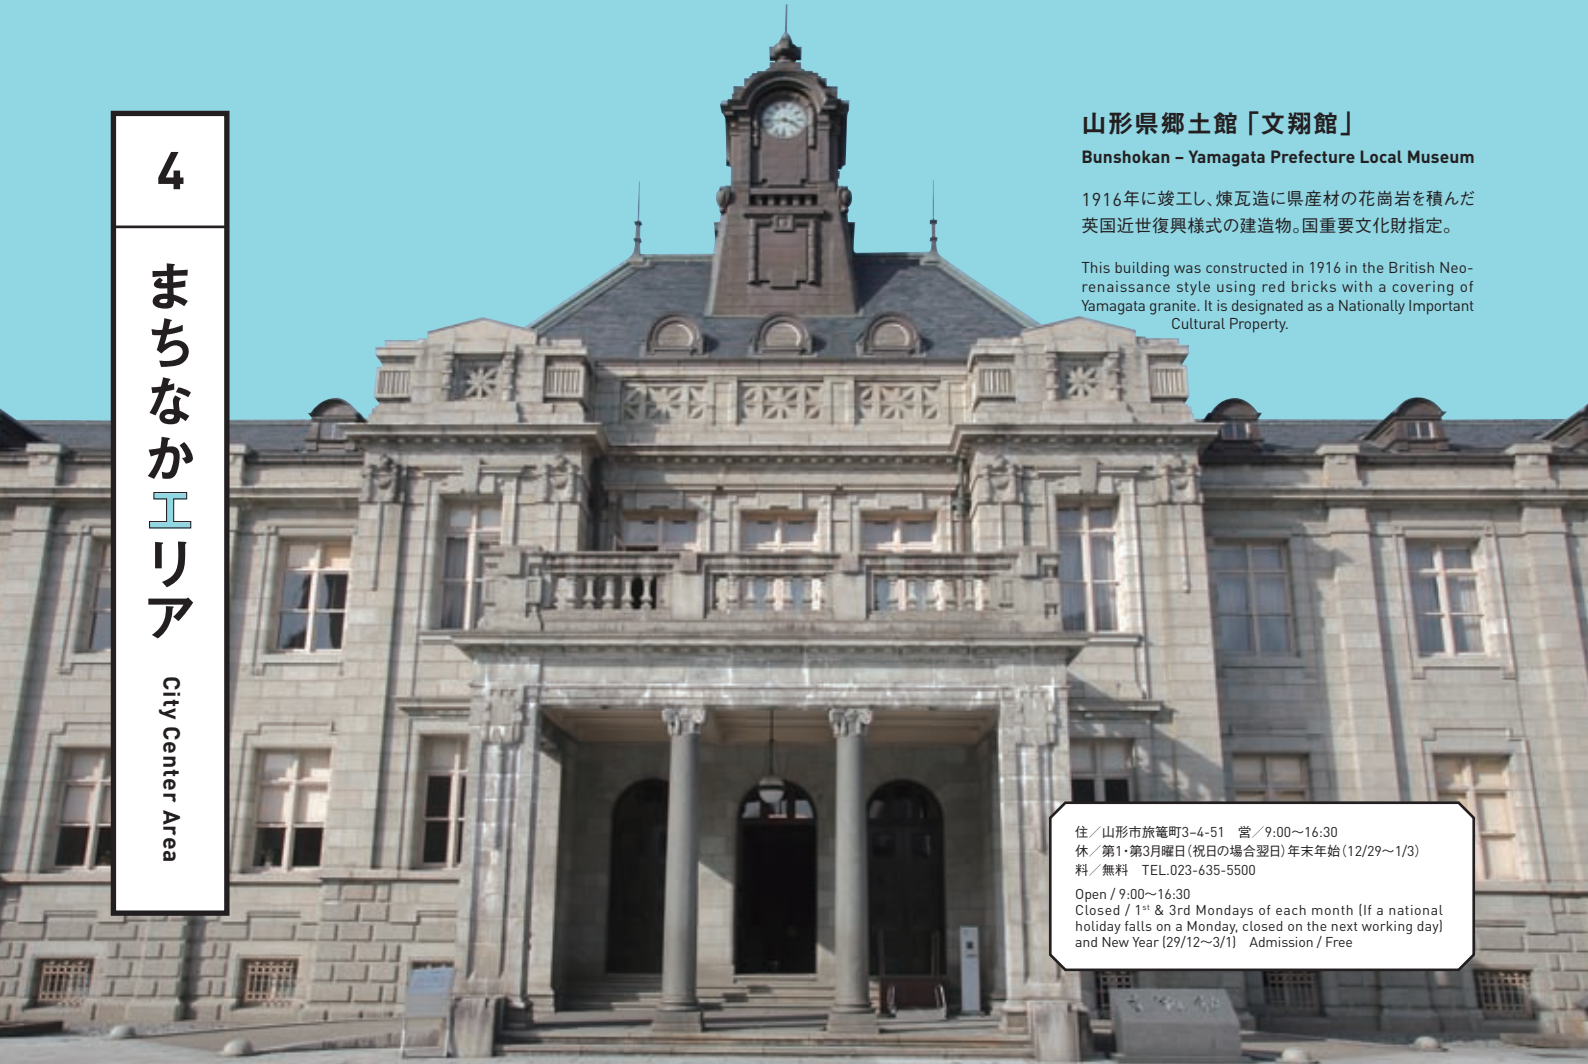 4
まちなかエリア
City Center Area
山形県郷土館「文翔館」
Bunshokan – Yamagata Prefecture Local Museum
1916年に竣工し、煉瓦造に県産材の花崗岩を積んだ
英国近世復興様式の建造物。国重要文化財指定。
This building was constructed in 1916 in the British Neo-
renaissance style using red bricks with a covering of
Yamagata granite. It is designated as a Nationally Important
Cultural Property.
住／山形市旅篭町3–4-51　営／9:00〜16:30
休／第1・第3月曜日（祝日の場合翌日）年末年始（12/29〜1/3）
料／無料　TEL.023-635-5500
Open / 9:00〜16:30
Closed / 1st & 3rd Mondays of each month (If a national
holiday falls on a Monday, closed on the next working day)
and New Year (29/12〜3/1)　Admission / Free